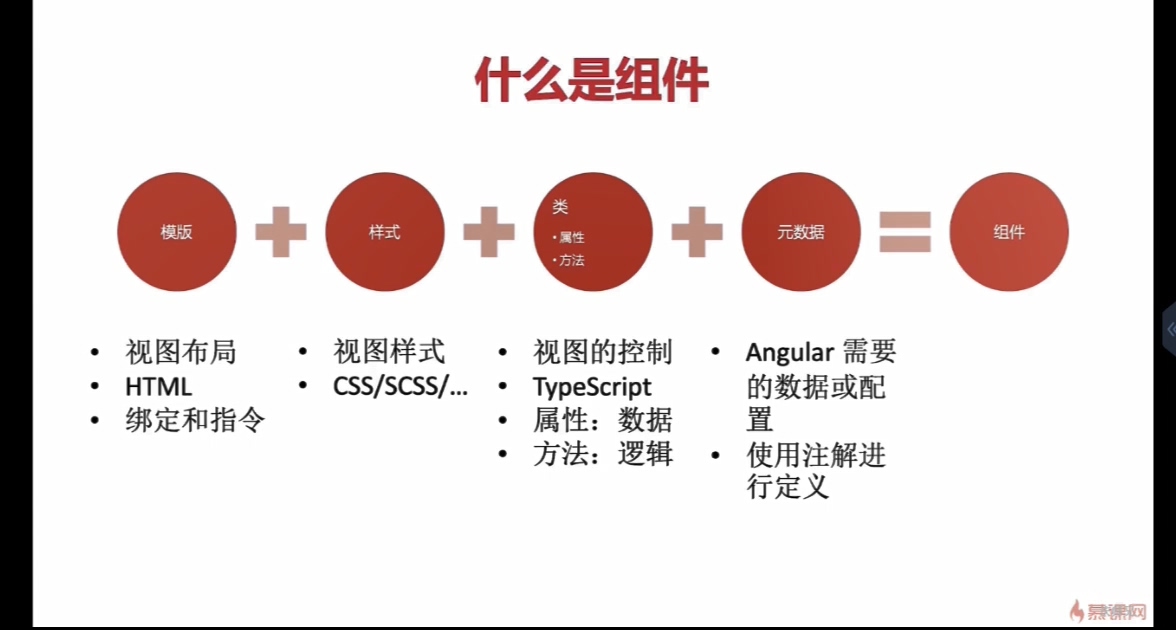 什么是组件
模版
样式
类
• 属性
• 方法
元数据
组件
• 视图布局
• HTML
• 绑定和指令
• 视图样式
• CSS/SCSS/...
• 视图的控制
• TypeScript
• 属性：数据
• 方法：逻辑
• Angular 需要
的数据或配
置
• 使用注解进
行定义
慕课网